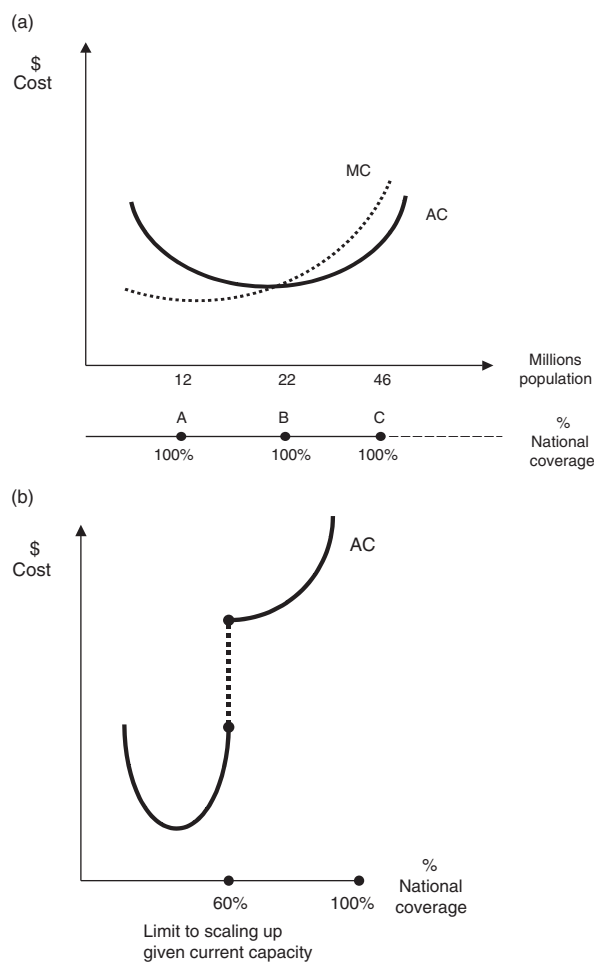 (a)
$
Cost
MC
AC
12
22
46
Millions
population
A
B
C
100%
100%
100%
%
National
coverage
(b)
$
Cost
AC
60%
100%
%
National
coverage
Limit to scaling up
given current capacity